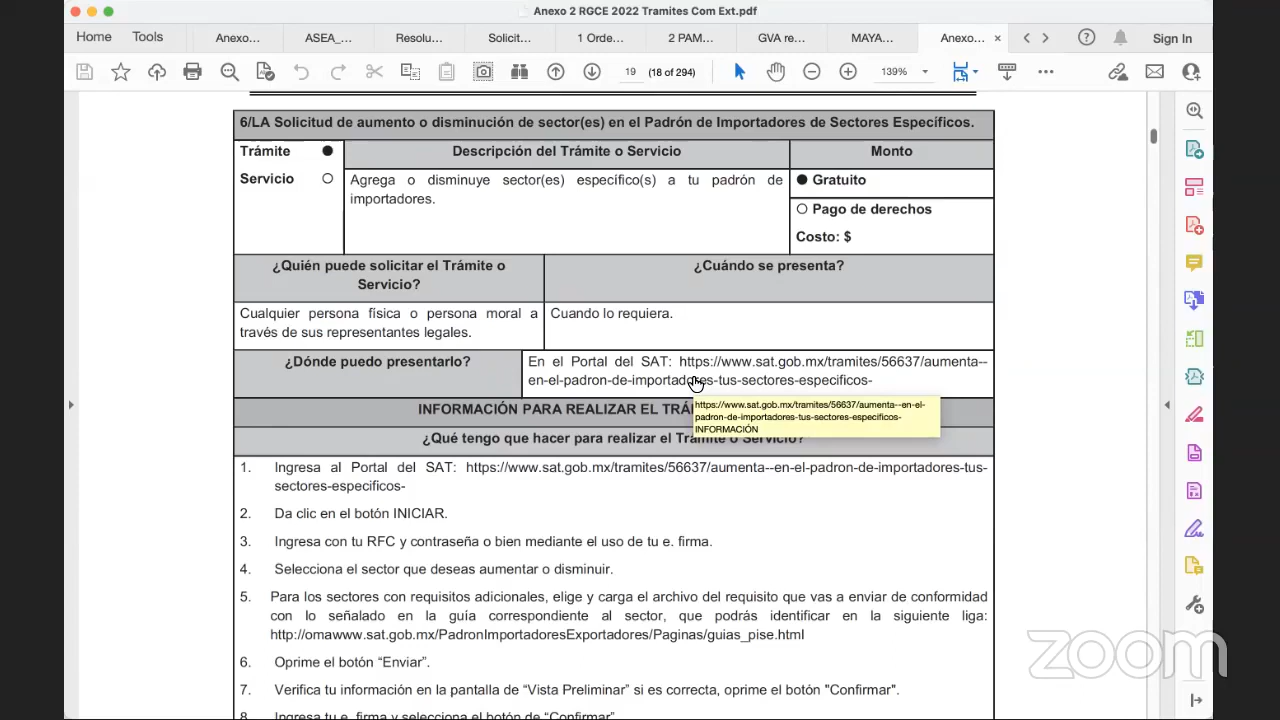 Anexo 2 RGCE 2022 Tramites Com Ext.pdf
Home Tools Anexo... ASEA_... Resolu... Solicit... 1 Orde... 2 PAM... GVA re... MAYA... Anexo... × Sign In
19 (18 of 294) 139%
6/LA Solicitud de aumento o disminución de sector(es) en el Padrón de Importadores de Sectores Específicos.
Trámite
Servicio
Descripción del Trámite o Servicio
Agrega o disminuye sector(es) específico(s) a tu padrón de
importadores.
Monto
Gratuito
Pago de derechos
Costo: $
¿Quién puede solicitar el Trámite o
Servicio?
¿Cuándo se presenta?
Cualquier persona física o persona moral a
través de sus representantes legales.
Cuando lo requiera.
¿Dónde puedo presentarlo?
En el Portal del SAT: https://www.sat.gob.mx/tramites/56637/aumenta--
en-el-padron-de-importadores-tus-sectores-especificos-
https://www.sat.gob.mx/tramites/56637/aumenta--en-el-
padron-de-importadores-tus-sectores-especificos-
INFORMACIÓN
INFORMACIÓN PARA REALIZAR EL TRÁ
¿Qué tengo que hacer para realizar el Trámite o Servicio?
1. Ingresa al Portal del SAT: https://www.sat.gob.mx/tramites/56637/aumenta--en-el-padron-de-importadores-tus-
sectores-especificos-
2. Da clic en el botón INICIAR.
3. Ingresa con tu RFC y contraseña o bien mediante el uso de tu e. firma.
4. Selecciona el sector que deseas aumentar o disminuir.
5. Para los sectores con requisitos adicionales, elige y carga el archivo del requisito que vas a enviar de conformidad
con lo señalado en la guía correspondiente al sector, que podrás identificar en la siguiente liga:
http://omawww.sat.gob.mx/PadronImportadoresExportadores/Paginas/guias_pise.html
6. Oprime el botón “Enviar”.
7. Verifica tu información en la pantalla de “Vista Preliminar” si es correcta, oprime el botón "Confirmar".
8. Ingresa tu e. firma y selecciona el botón de “Confirmar”
zoom